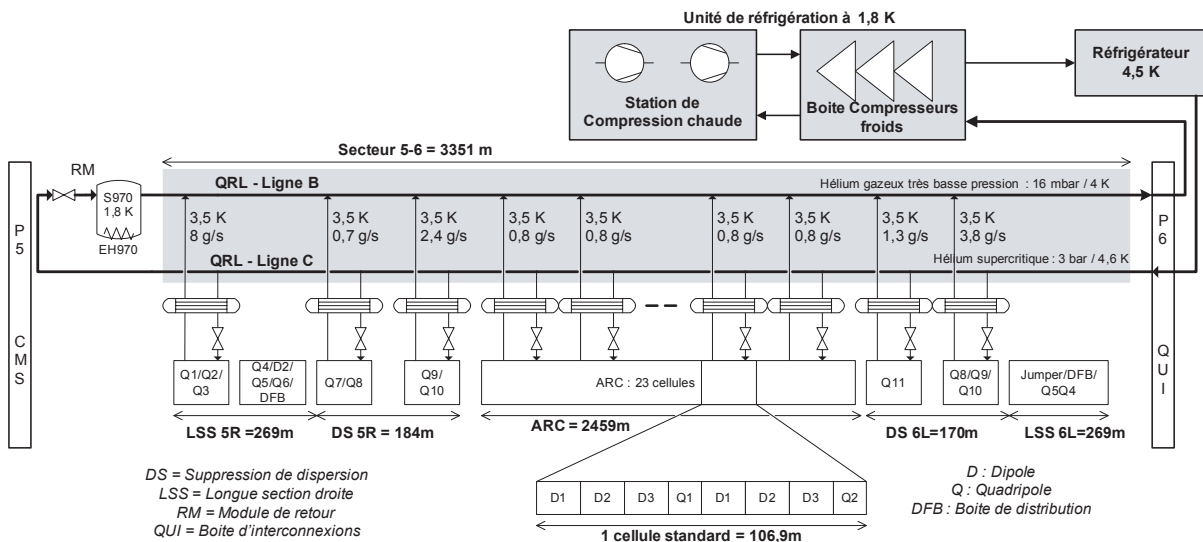 Unité de réfrigération à 1,8 K
Station de
Compression chaude
Boite Compresseurs
froids
Réfrigérateur
4,5 K
Secteur 5-6 = 3351 m
RM
P5
CMS
S970
1,8 K
EH970
QRL - Ligne B
Hélium gazeux très basse pression : 16 mbar / 4 K
3,5 K
8 g/s
3,5 K
0,7 g/s
3,5 K
2,4 g/s
3,5 K
0,8 g/s
3,5 K
0,8 g/s
3,5 K
0,8 g/s
3,5 K
0,8 g/s
3,5 K
1,3 g/s
3,5 K
3,8 g/s
QRL - Ligne C
Hélium supercritique : 3 bar / 4,6 K
P6
QUI
Q1/Q2/
Q3
Q4/D2/
Q5/Q6/
DFB
Q7/Q8
Q9/
Q10
ARC : 23 cellules
Q11
Q8/Q9/
Q10
Jumper/DFB/
Q5Q4
LSS 5R =269m
DS 5R = 184m
ARC = 2459m
DS 6L=170m
LSS 6L=269m
DS = Suppression de dispersion
LSS = Longue section droite
RM = Module de retour
QUI = Boite d'interconnexions
D1
D2
D3
Q1
D1
D2
D3
Q2
1 cellule standard = 106,9m
D : Dipole
Q : Quadripole
DFB : Boite de distribution